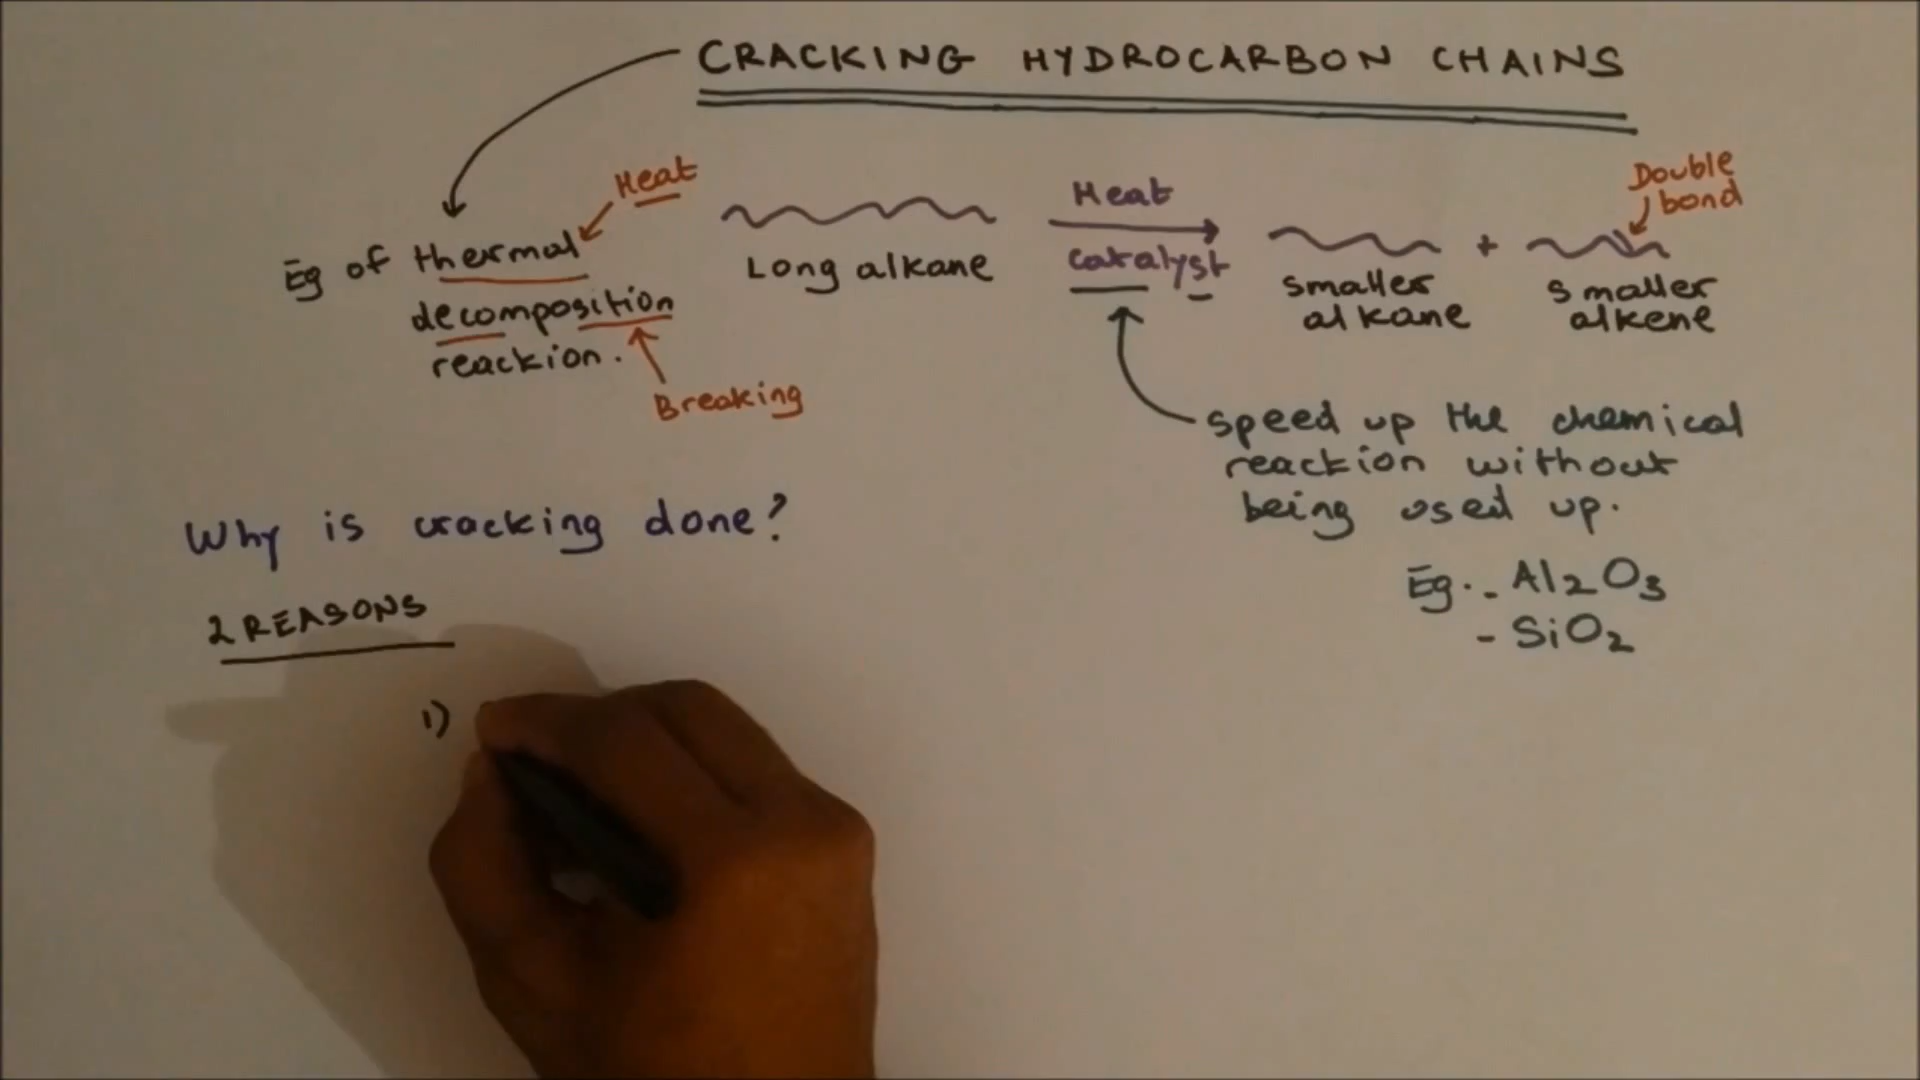 CRACKING HYDROCARBON CHAINS
Heat
Eg of thermal
decomposition
reaction.
Breaking
Long alkane
Heat
catalyst
smaller
alkane
+
smaller
alkene
Double
bond
speed up the chemical
reaction without
being used up.
Eg. - Al2O3
- SiO2
Why is cracking done?
2 REASONS
1)